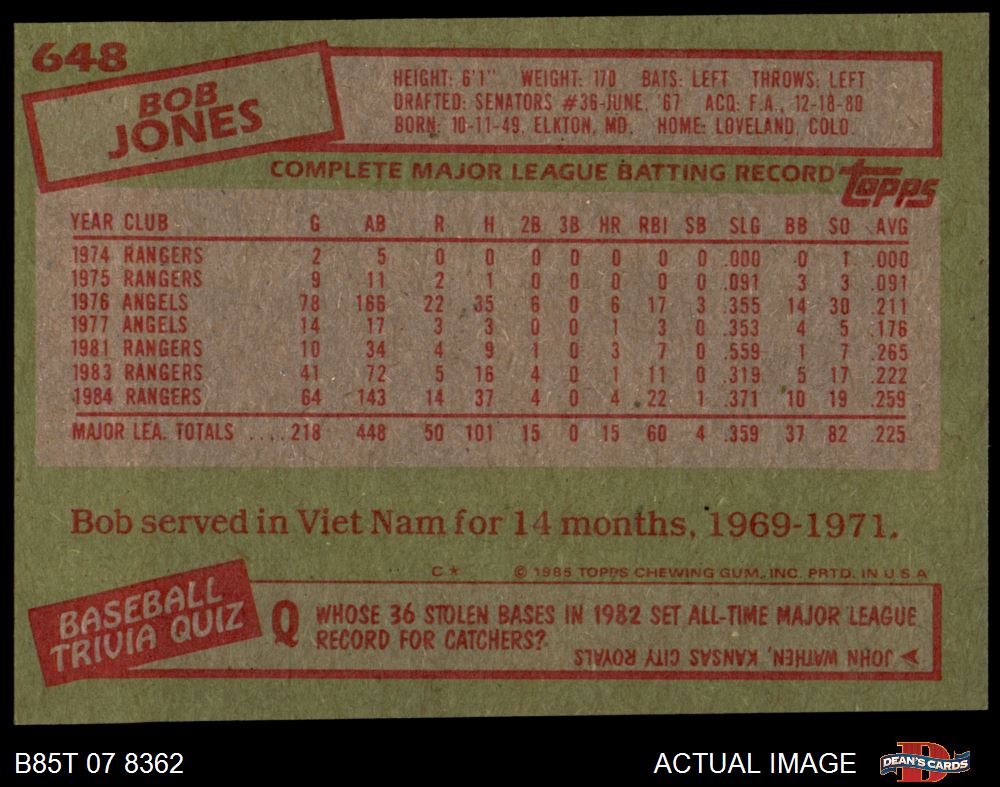 648
BOB
JONES
HEIGHT: 6'1" WEIGHT: 170 BATS: LEFT THROWS: LEFT
DRAFTED: SENATORS #36-JUNE, '67 ACQ: F.A., 12-18-80
BORN: 10-11-49, ELKTON, MD. HOME: LOVELAND, COLO.
COMPLETE MAJOR LEAGUE BATTING RECORD
TOPPS
YEAR CLUB G AB R H 2B 3B HR RBI SB SLG BB SO AVG
1974 RANGERS 2 5 0 0 0 0 0 0 0 .000 0 1 .000
1975 RANGERS 9 11 2 1 0 0 0 0 0 .091 3 3 .091
1976 ANGELS 78 166 22 35 6 0 6 17 3 .355 14 30 .211
1977 ANGELS 14 17 3 3 0 0 1 3 0 .353 4 5 .176
1981 RANGERS 10 34 4 9 1 0 3 7 0 .559 1 7 .265
1983 RANGERS 41 72 5 16 4 0 1 11 0 .319 5 17 .222
1984 RANGERS 64 143 14 37 4 0 4 22 1 .371 10 19 .259
MAJOR LEA. TOTALS .... 218 448 50 101 15 0 15 60 4 .359 37 82 .225
Bob served in Viet Nam for 14 months, 1969-1971.
C* © 1985 TOPPS CHEWING GUM, INC. PRTD. IN U.S.A
BASEBALL
TRIVIA QUIZ
Q WHOSE 36 STOLEN BASES IN 1982 SET ALL-TIME MAJOR LEAGUE
RECORD FOR CATCHERS?
JOHN WATHEN, KANSAS CITY ROYALS
B85T 07 8362
ACTUAL IMAGE
D DEAN'S CARDS